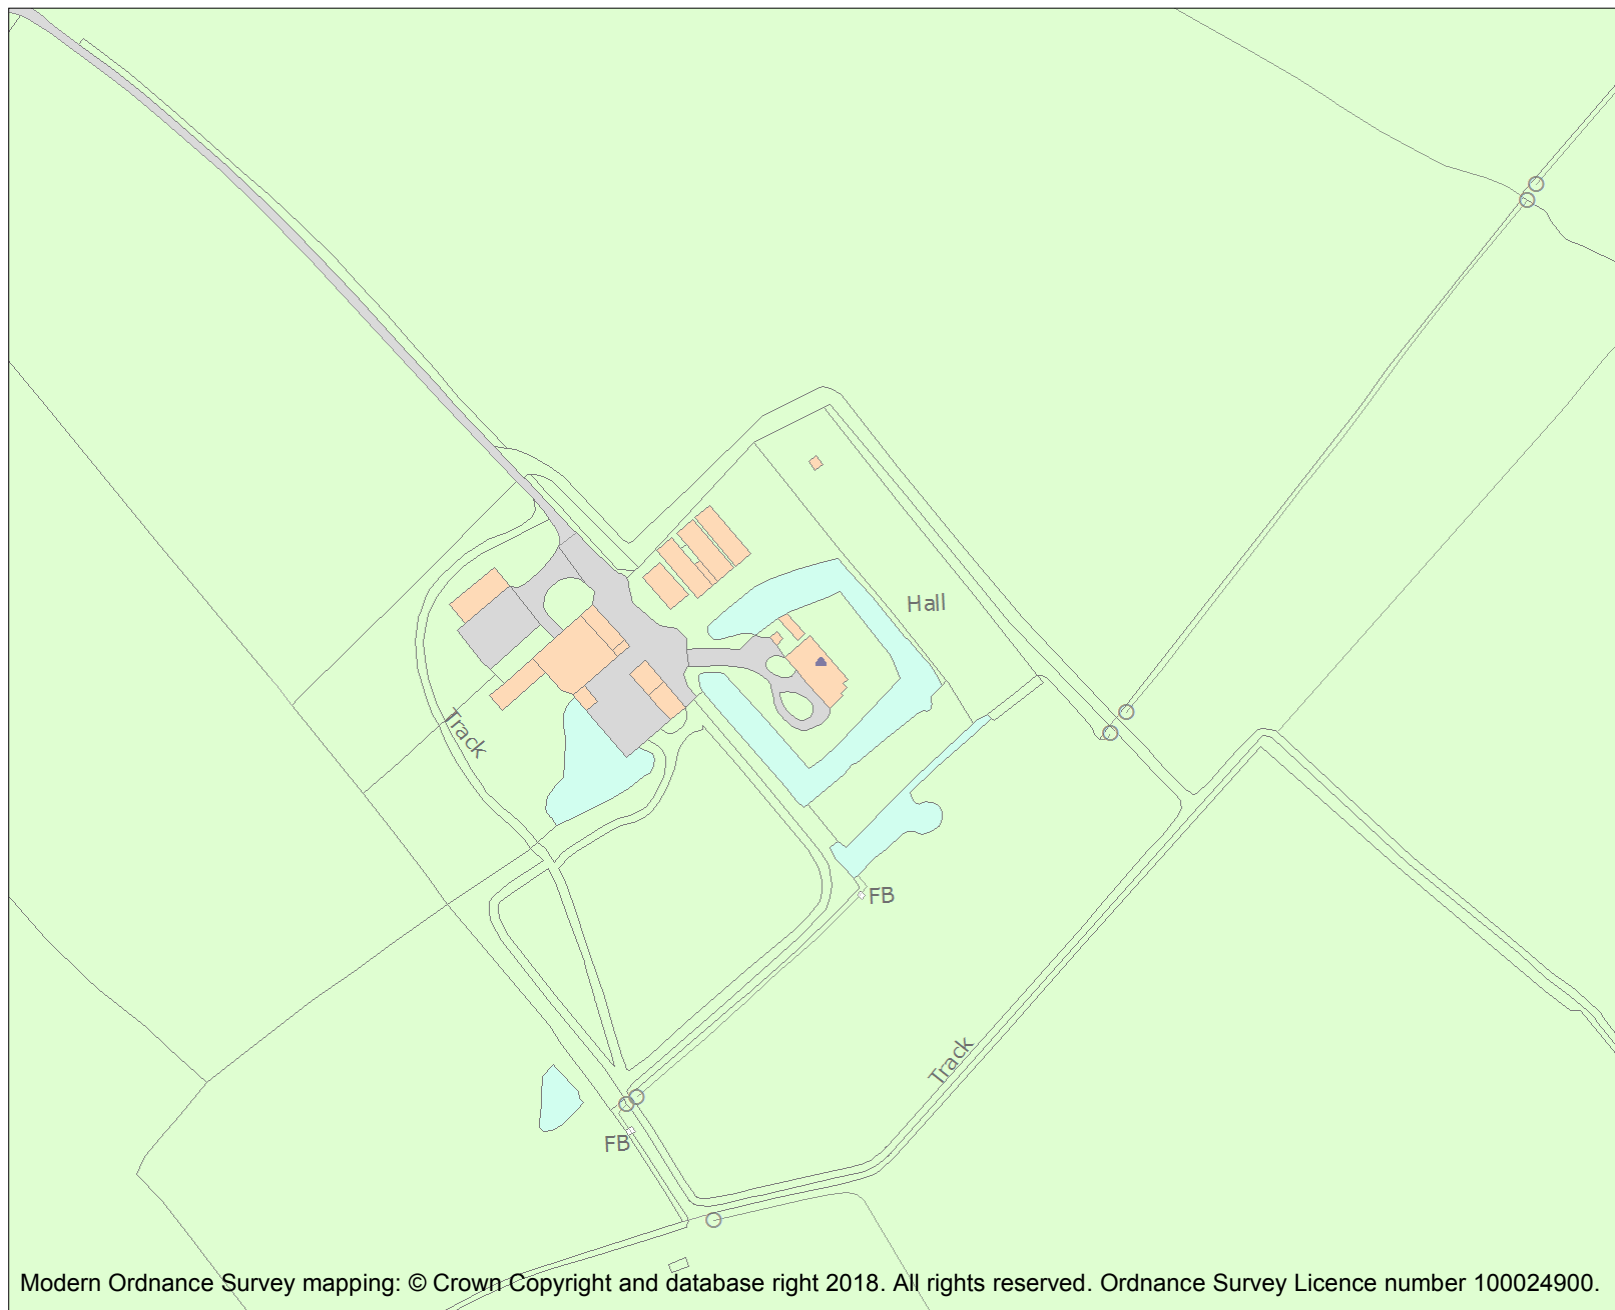 Hall
Track
FB
Track
FB
Modern Ordnance Survey mapping: © Crown Copyright and database right 2018. All rights reserved. Ordnance Survey Licence number 100024900.